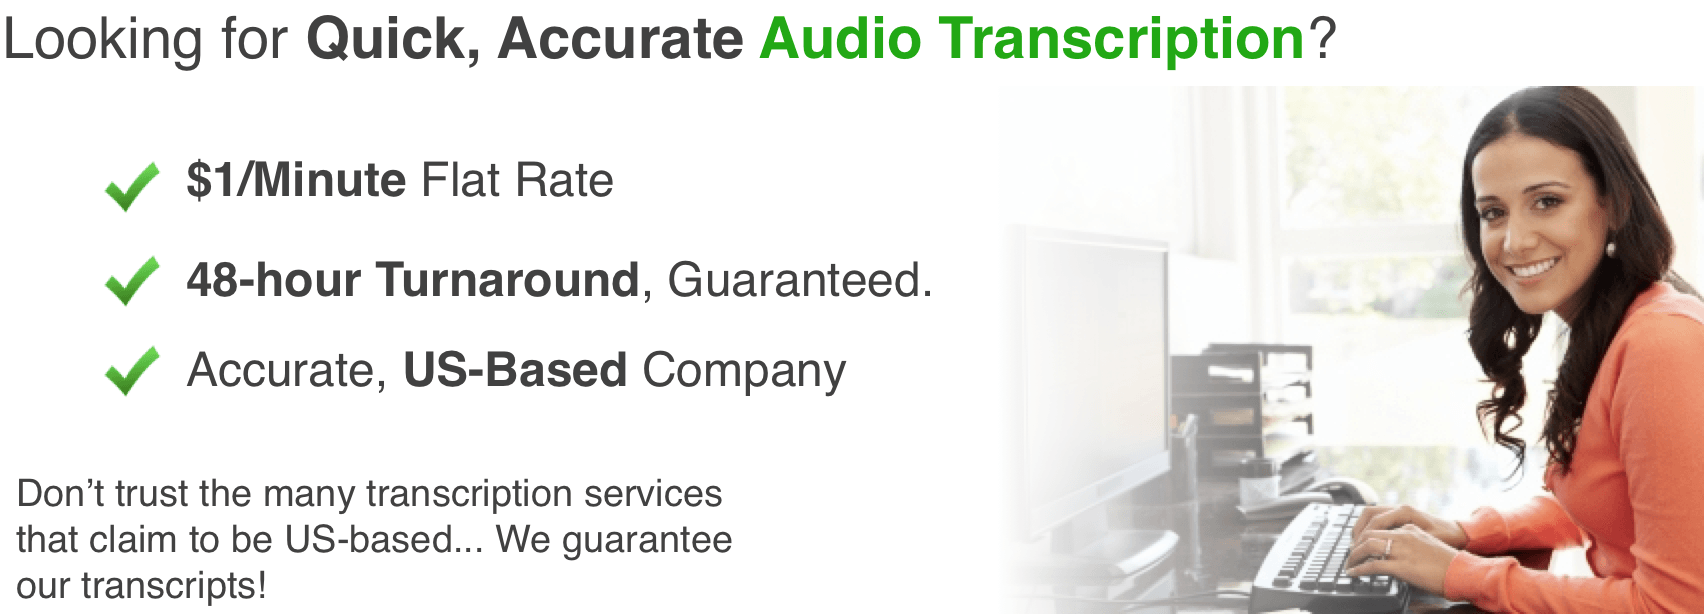 Looking for Quick, Accurate Audio Transcription?
$1/Minute Flat Rate
48-hour Turnaround, Guaranteed.
Accurate, US-Based Company
Don’t trust the many transcription services
that claim to be US-based... We guarantee
our transcripts!